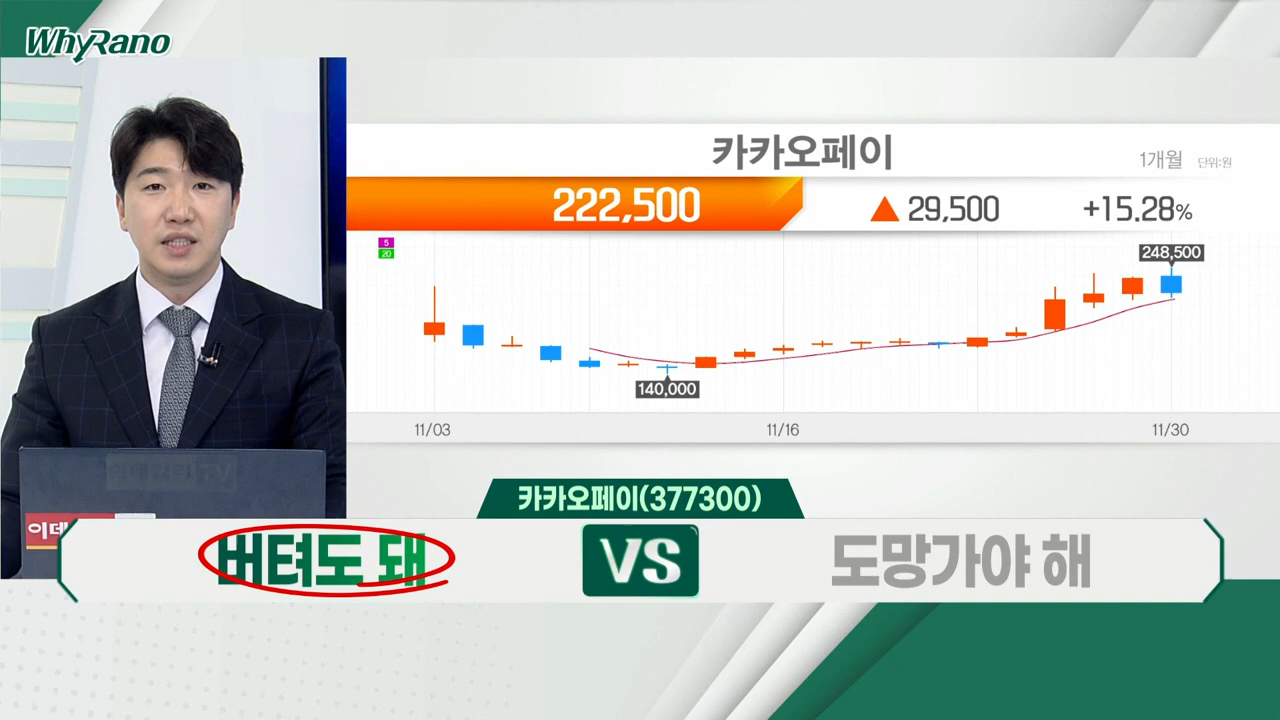 WhyRano
카카오페이
1개월 단위:원
222,500 ▲ 29,500 +15.28%
5
20
248,500
140,000
11/03 11/16 11/30
카카오페이(377300)
이데
버텨도 돼 VS 도망가야 해